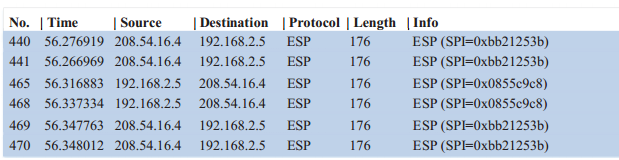 No. | Time | Source | Destination | Protocol | Length | Info
440 56.276919 208.54.16.4 192.168.2.5 ESP 176 ESP (SPI=0xbb21253b)
441 56.266969 208.54.16.4 192.168.2.5 ESP 176 ESP (SPI=0xbb21253b)
465 56.316883 192.168.2.5 208.54.16.4 ESP 176 ESP (SPI=0x0855c9c8)
468 56.337334 192.168.2.5 208.54.16.4 ESP 176 ESP (SPI=0x0855c9c8)
469 56.347763 208.54.16.4 192.168.2.5 ESP 176 ESP (SPI=0xbb21253b)
470 56.348012 208.54.16.4 192.168.2.5 ESP 176 ESP (SPI=0xbb21253b)